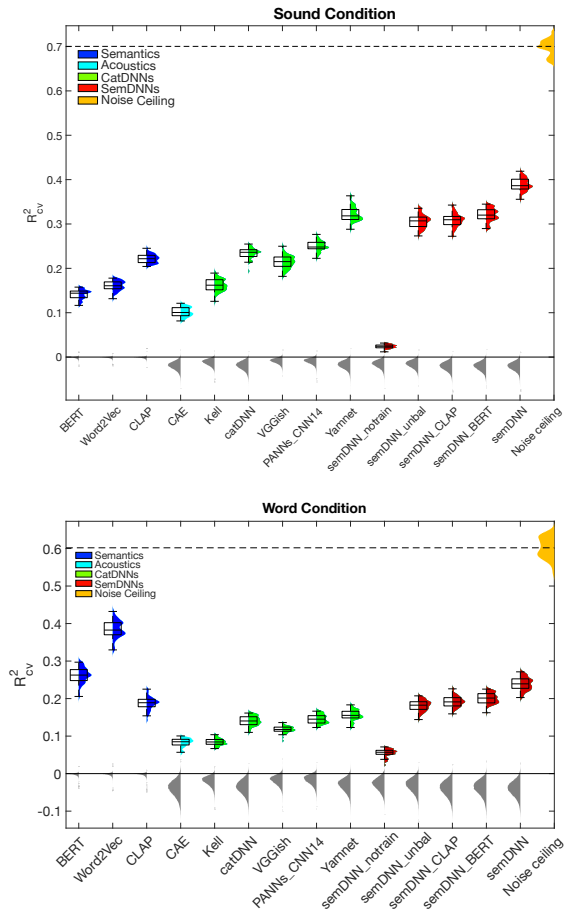 Sound Condition
0.7
0.6
0.5
0.4
0.3
0.2
0.1
0
R²cv
Semantics
Acoustics
CatDNNs
SemDNNs
Noise Ceiling
BERT
Word2Vec
CLAP
CAE
Kell
catDNN
VGGish
PANNs_CNN14
Yamnet
semDNN_notrain
semDNN_unbal
semDNN_CLAP
semDNN_BERT
semDNN
Noise ceiling
Word Condition
0.6
0.5
0.4
0.3
0.2
0.1
0
-0.1
R²cv
Semantics
Acoustics
CatDNNs
SemDNNs
Noise Ceiling
BERT
Word2Vec
CLAP
CAE
Kell
catDNN
VGGish
PANNs_CNN14
Yamnet
semDNN_notrain
semDNN_unbal
semDNN_CLAP
semDNN_BERT
semDNN
Noise ceiling